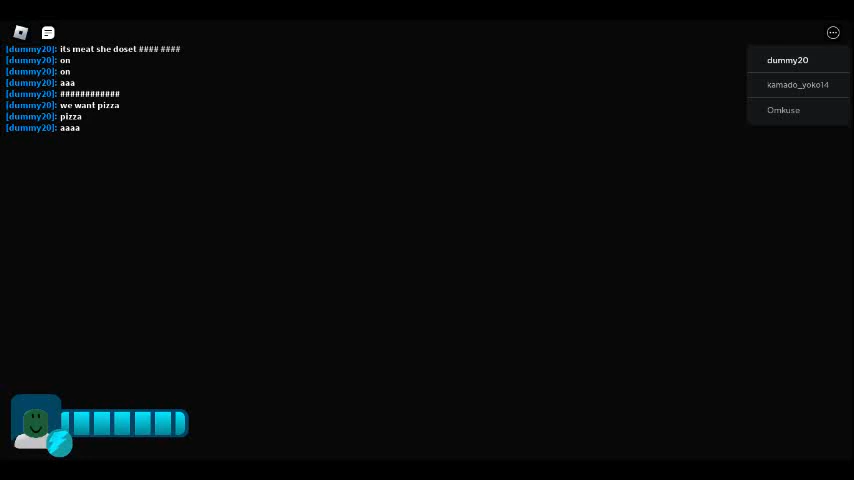 [dummy20]: its meat she doset #### ####
[dummy20]: on
[dummy20]: on
[dummy20]: aaa
[dummy20]: ############
[dummy20]: we want pizza
[dummy20]: pizza
[dummy20]: aaaa
dummy20
kamado_yoko14
Omkuse